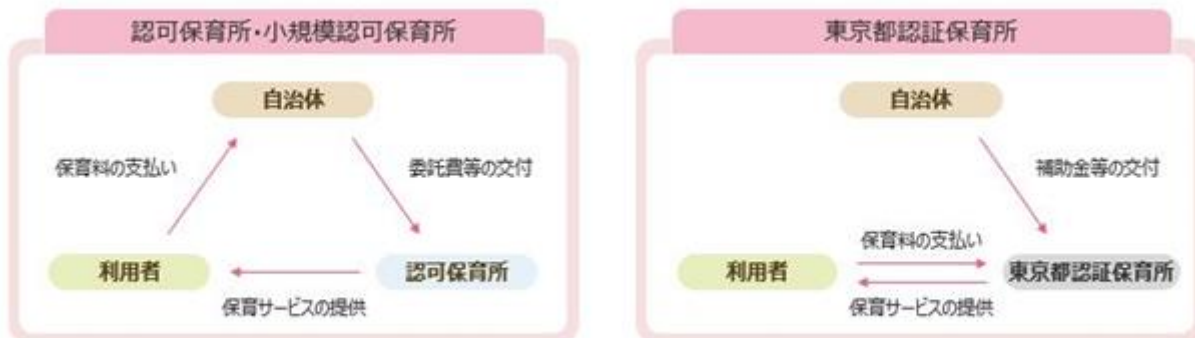 認可保育所・小規模認可保育所
自治体
保育料の支払い
委託費等の交付
利用者
認可保育所
保育サービスの提供
東京都認証保育所
自治体
補助金等の交付
保育料の支払い
利用者
東京都認証保育所
保育サービスの提供